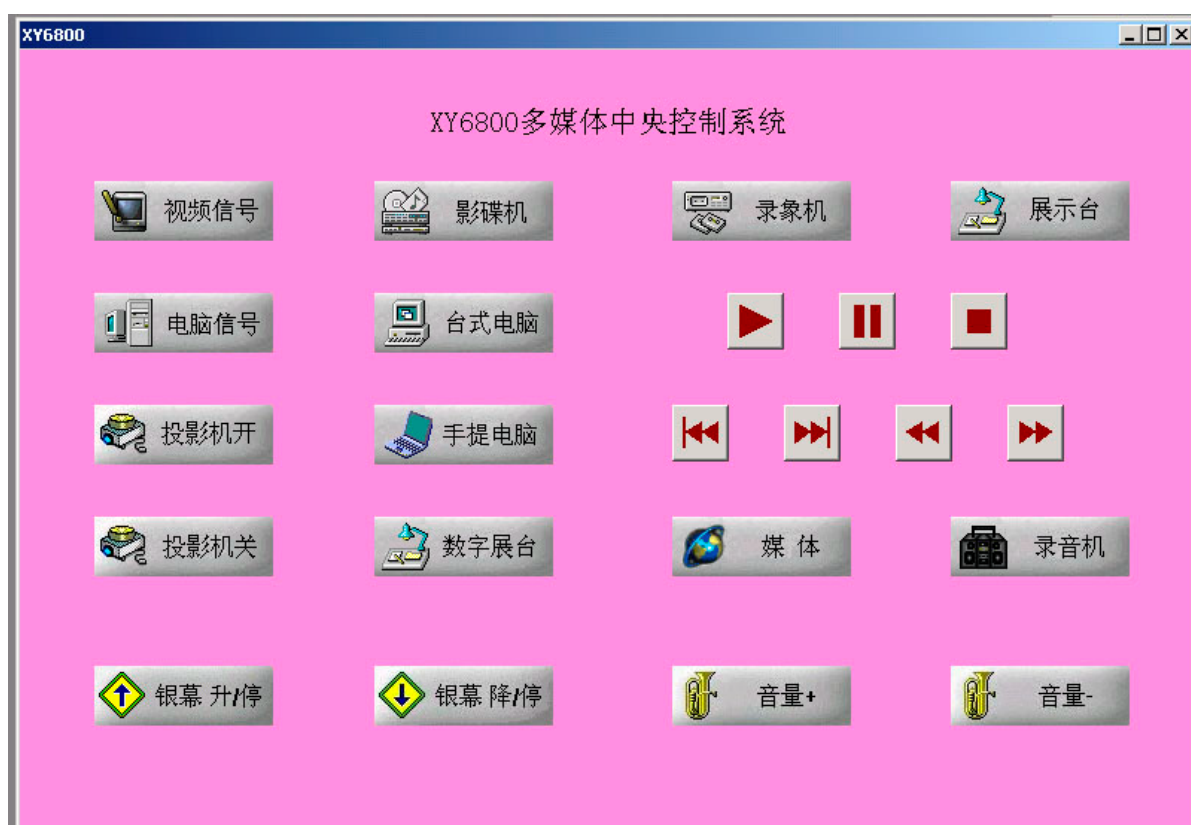 XY6800
XY6800多媒体中央控制系统
视频信号 影碟机 录象机 展示台
电脑信号 台式电脑
投影机开 手提电脑
投影机关 数字展台 媒 体 录音机
银幕 升/停 银幕 降/停 音量+ 音量-